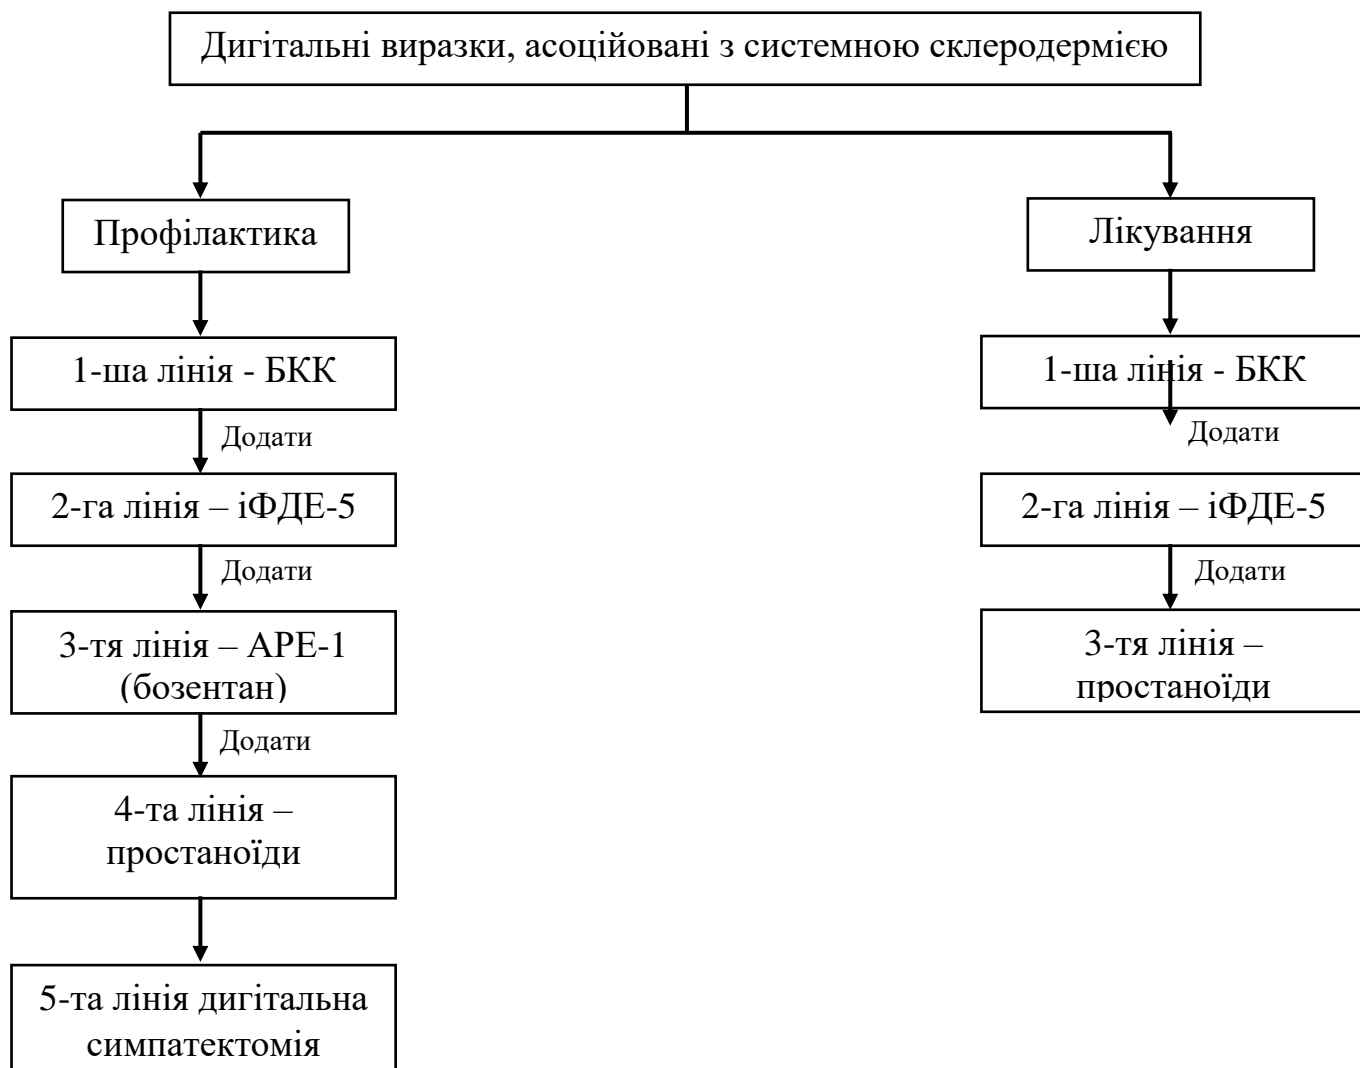 Дигітальні виразки, асоційовані з системною склеродермією
Профілактика
Лікування
1-ша лінія - БКК
1-ша лінія - БКК
Додати
Додати
2-га лінія – іФДЕ-5
2-га лінія – іФДЕ-5
Додати
Додати
3-тя лінія – АРЕ-1
(бозентан)
3-тя лінія –
простаноїди
Додати
4-та лінія –
простаноїди
5-та лінія дигітальна
симпатектомія